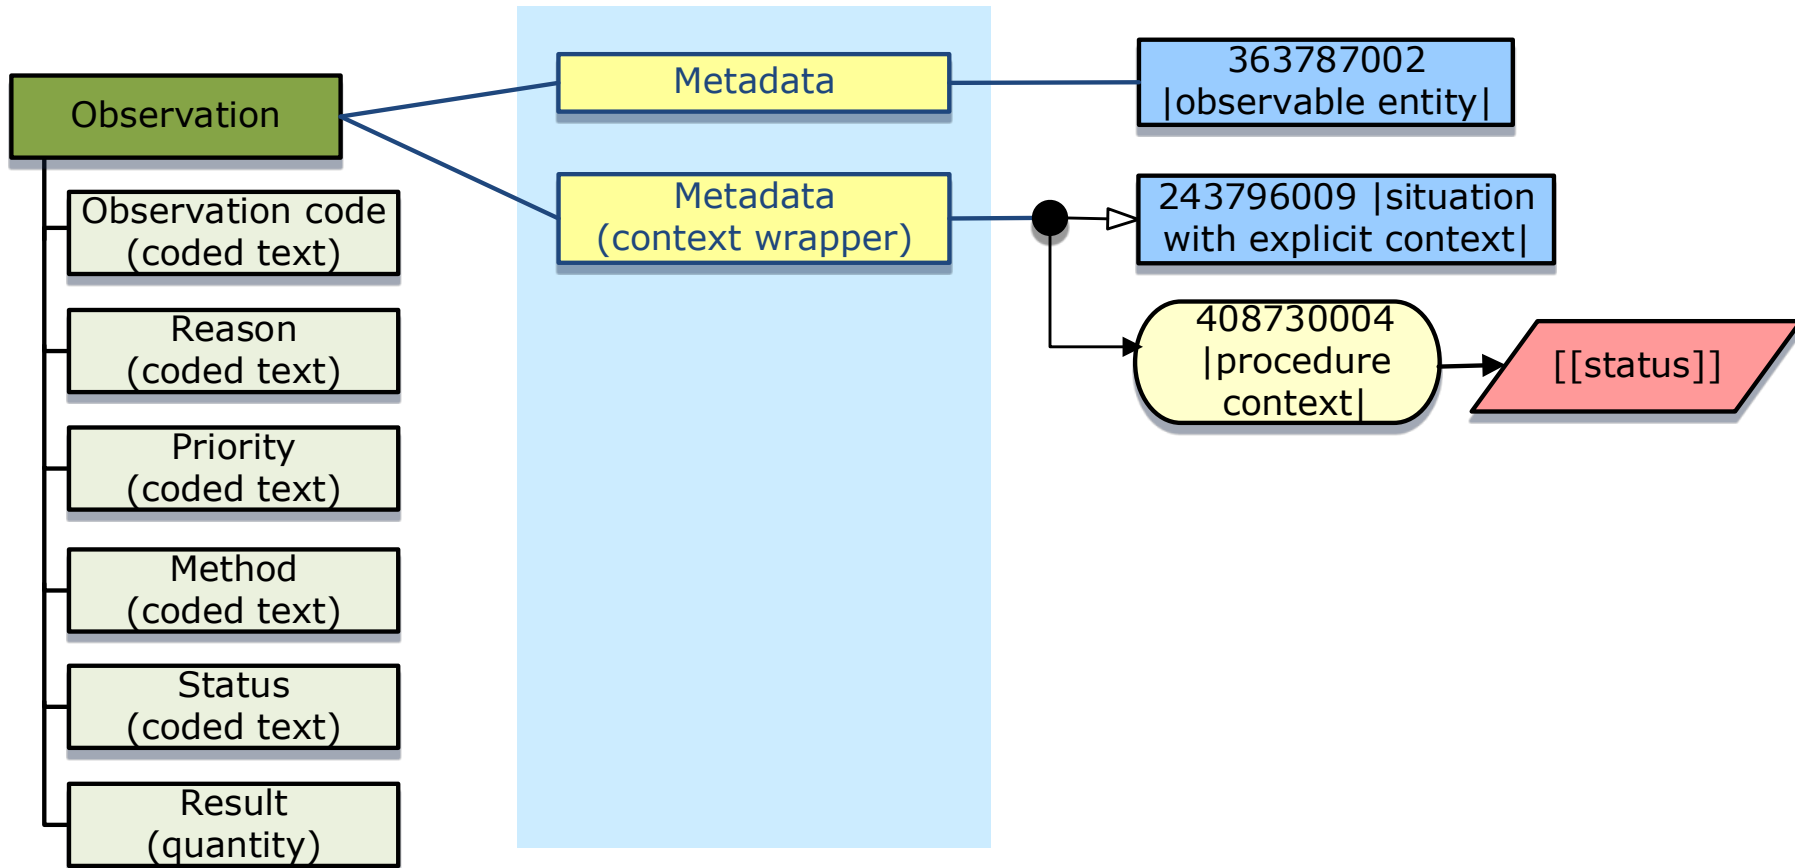 Observation
Observation code
(coded text)
Reason
(coded text)
Priority
(coded text)
Method
(coded text)
Status
(coded text)
Result
(quantity)
Metadata
Metadata
(context wrapper)
363787002
|observable entity|
243796009 |situation
with explicit context|
408730004
|procedure
context|
[[status]]